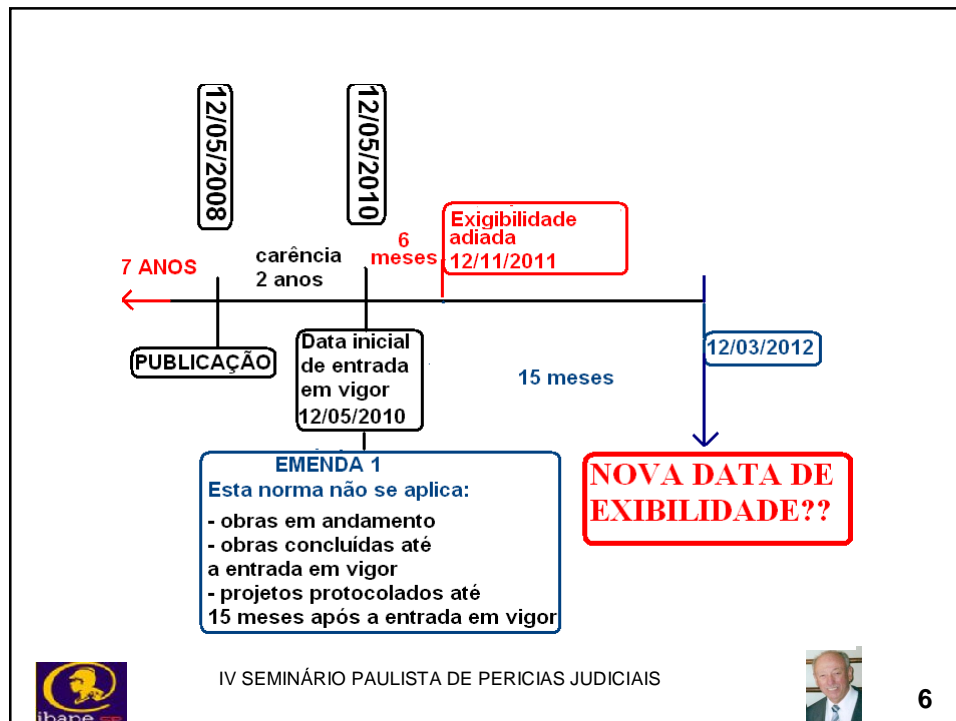 12/05/2008
12/05/2010
7 ANOS
carência
2 anos
6
meses
Exigibilidade
adiada
12/11/2011
PUBLICAÇÃO
Data inicial
de entrada
em vigor
12/05/2010
15 meses
12/03/2012
EMENDA 1
Esta norma não se aplica:
- obras em andamento
- obras concluídas até
a entrada em vigor
- projetos protocolados até
15 meses após a entrada em vigor
NOVA DATA DE
EXIBILIDADE??
IV SEMINÁRIO PAULISTA DE PERICIAS JUDICIAIS
ibape SP
6